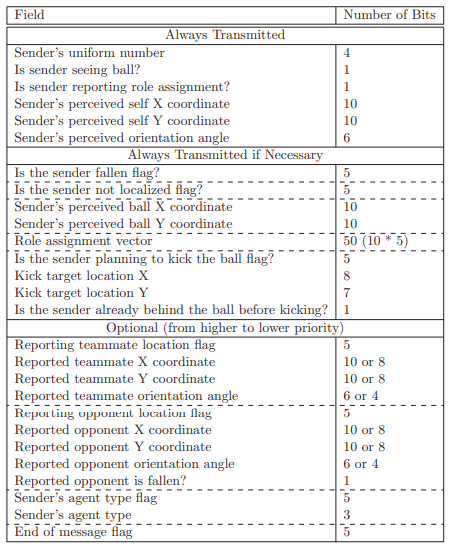 Field Number of Bits
Always Transmitted
Sender's uniform number 4
Is sender seeing ball? 1
Is sender reporting role assignment? 1
Sender's perceived self X coordinate 10
Sender's perceived self Y coordinate 10
Sender's perceived orientation angle 6
Always Transmitted if Necessary
Is the sender fallen flag? 5
Is the sender not localized flag? 5
Sender's perceived ball X coordinate 10
Sender's perceived ball Y coordinate 10
Role assignment vector 50 (10 * 5)
Is the sender planning to kick the ball flag? 5
Kick target location X 8
Kick target location Y 7
Is the sender already behind the ball before kicking? 1
Optional (from higher to lower priority)
Reporting teammate location flag 5
Reported teammate X coordinate 10 or 8
Reported teammate Y coordinate 10 or 8
Reported teammate orientation angle 6 or 4
Reporting opponent location flag 5
Reported opponent X coordinate 10 or 8
Reported opponent Y coordinate 10 or 8
Reported opponent orientation angle 6 or 4
Reported opponent is fallen? 1
Sender's agent type flag 5
Sender's agent type 3
End of message flag 5